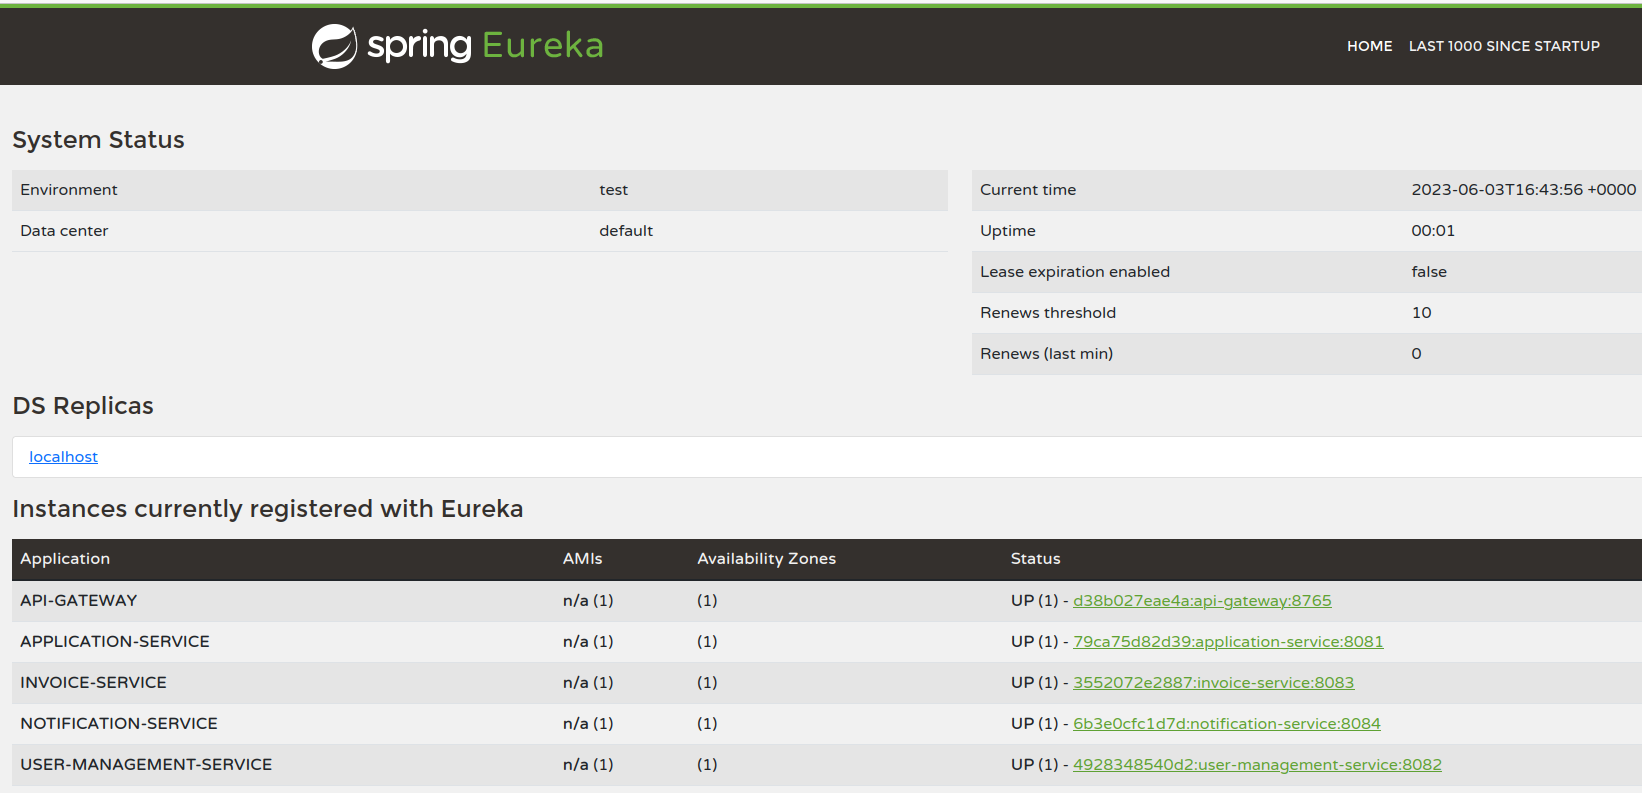 spring Eureka
HOME LAST 1000 SINCE STARTUP
System Status
Environment test
Data center default
Current time 2023-06-03T16:43:56 +0000
Uptime 00:01
Lease expiration enabled false
Renews threshold 10
Renews (last min) 0
DS Replicas
localhost
Instances currently registered with Eureka
Application AMIs Availability Zones Status
API-GATEWAY n/a (1) (1) UP (1) - d38b027eae4a:api-gateway:8765
APPLICATION-SERVICE n/a (1) (1) UP (1) - 79ca75d82d39:application-service:8081
INVOICE-SERVICE n/a (1) (1) UP (1) - 3552072e2887:invoice-service:8083
NOTIFICATION-SERVICE n/a (1) (1) UP (1) - 6b3e0cfc1d7d:notification-service:8084
USER-MANAGEMENT-SERVICE n/a (1) (1) UP (1) - 4928348540d2:user-management-service:8082